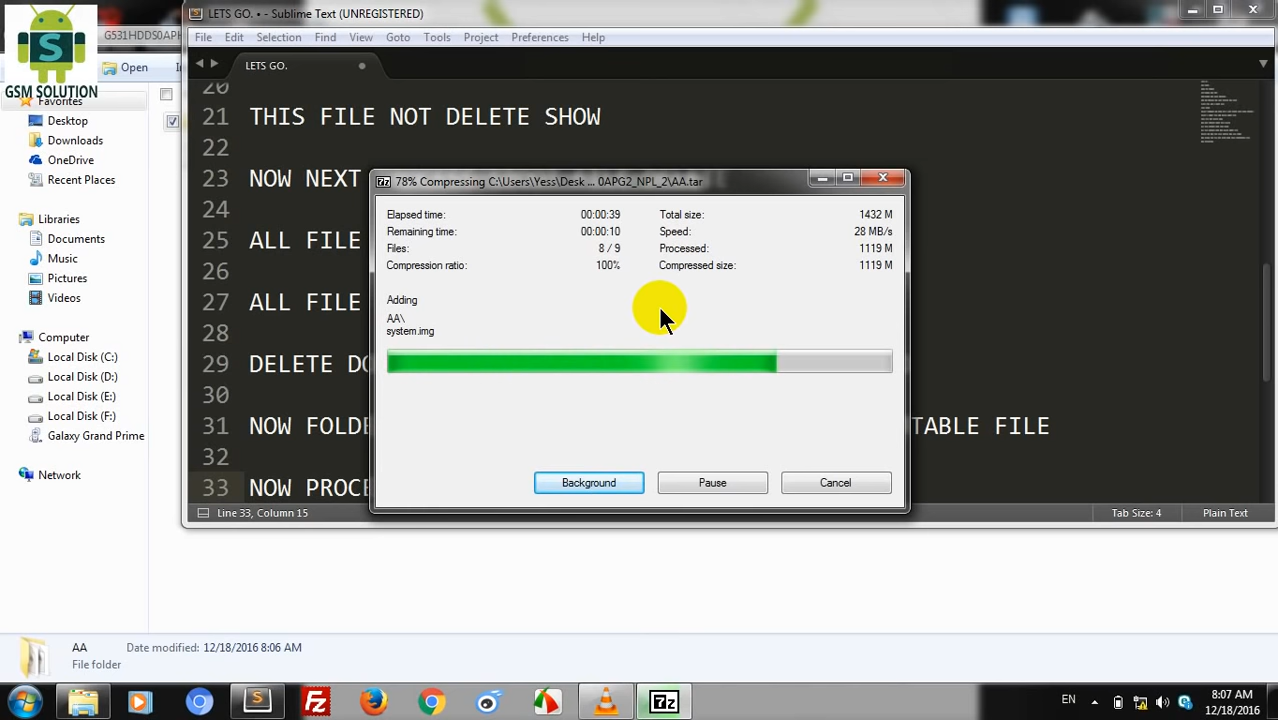 LETS GO. • - Sublime Text (UNREGISTERED)
G531HDDS0APH
GSM SOLUTION
File Edit Selection Find View Goto Tools Project Preferences Help
Open
LETS GO.
Favorites
Desktop
Downloads
OneDrive
Recent Places
Libraries
Documents
Music
Pictures
Videos
Computer
Local Disk (C:)
Local Disk (D:)
Local Disk (E:)
Local Disk (F:)
Galaxy Grand Prime
Network
20
21 THIS FILE NOT DELETE SHOW
22
23 NOW NEXT
24
25 ALL FILE
26
27 ALL FILE
28
29 DELETE DO
30
31 NOW FOLDE TABLE FILE
32
33 NOW PROCE
78% Compressing C:\Users\Yess\Desk ... 0APG2_NPL_2\AA.tar
Elapsed time: 00:00:39 Total size: 1432 M
Remaining time: 00:00:10 Speed: 28 MB/s
Files: 8 / 9 Processed: 1119 M
Compression ratio: 100% Compressed size: 1119 M
Adding
AA\
system.img
Background Pause Cancel
Line 33, Column 15 Tab Size: 4 Plain Text
AA Date modified: 12/18/2016 8:06 AM
File folder
EN
8:07 AM
12/18/2016